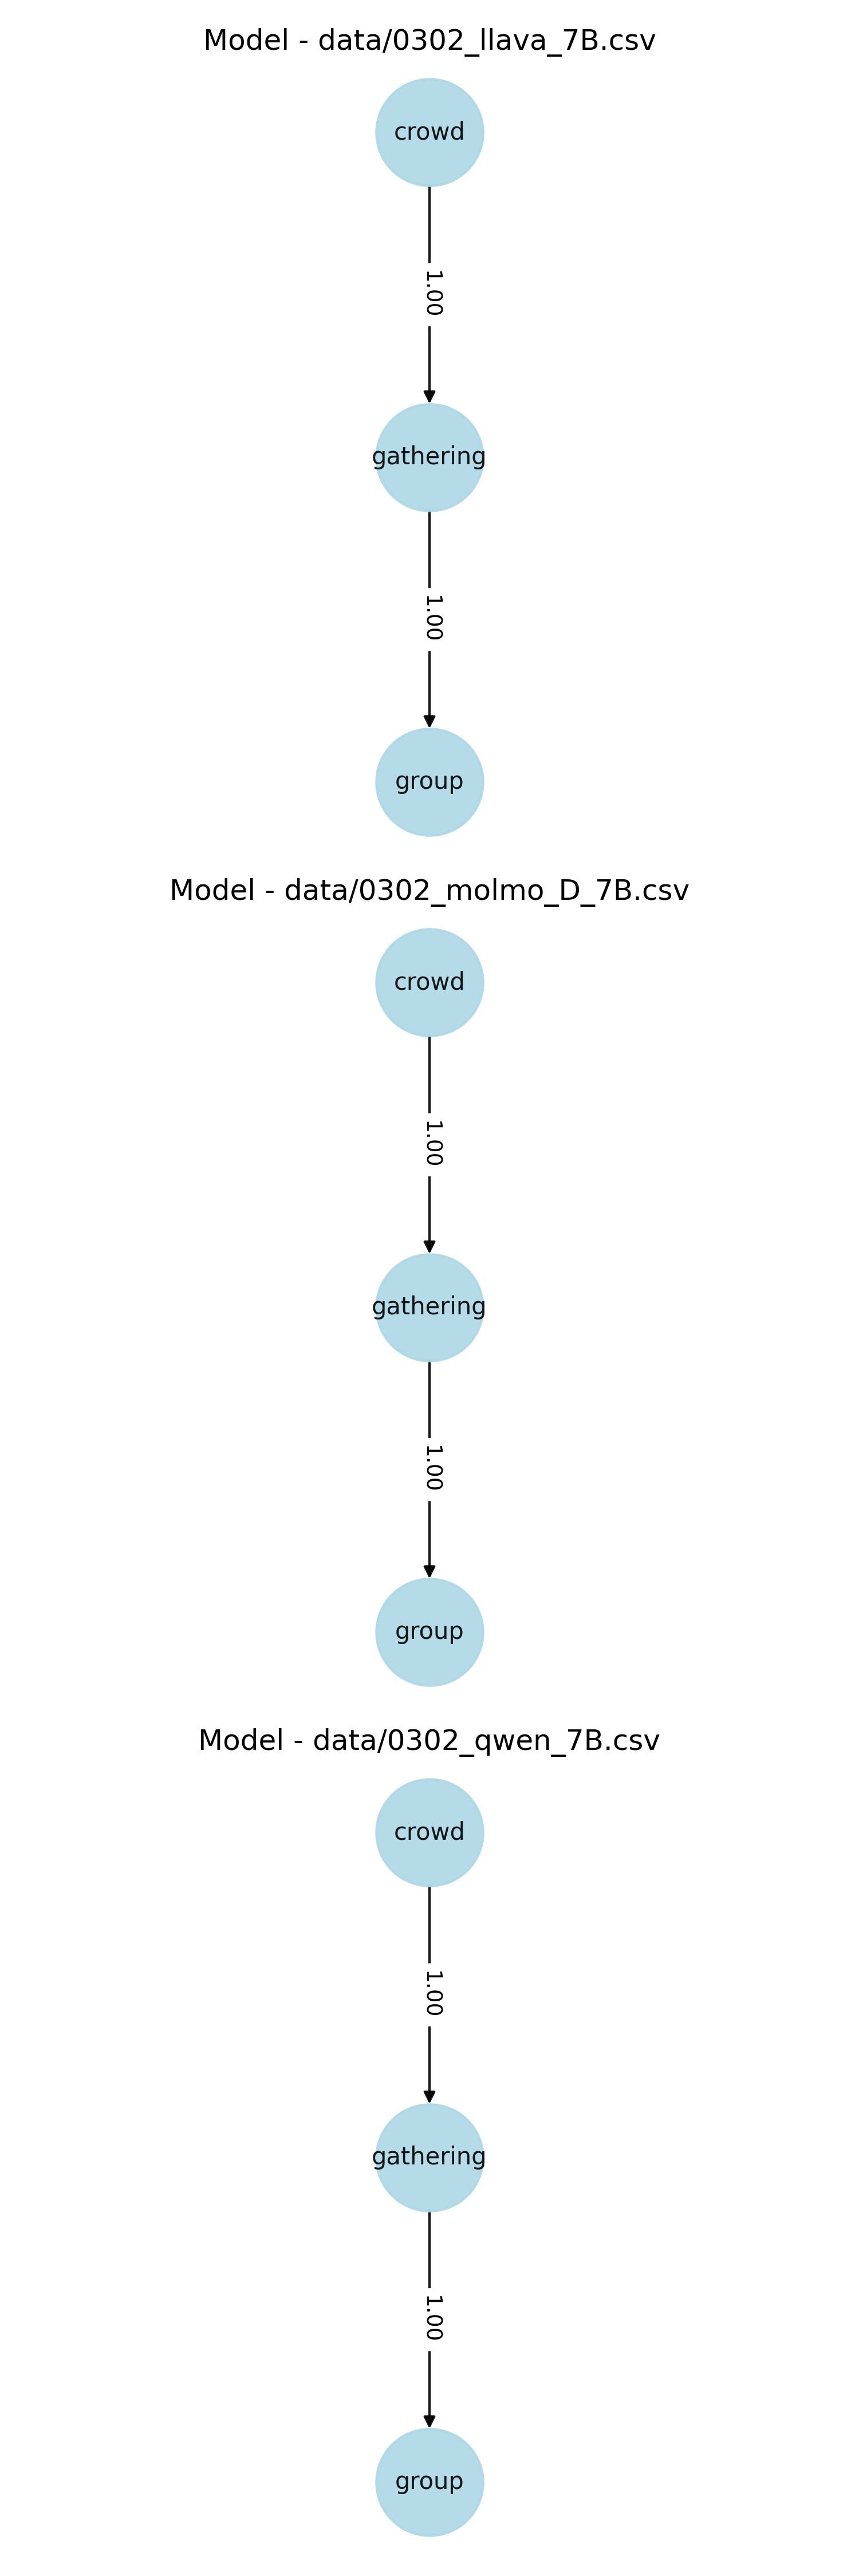 Model - data/0302_llava_7B.csv
crowd
1.00
gathering
1.00
group
Model - data/0302_molmo_D_7B.csv
crowd
1.00
gathering
1.00
group
Model - data/0302_qwen_7B.csv
crowd
1.00
gathering
1.00
group